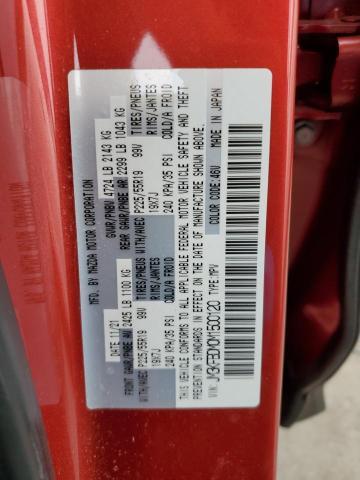 MFD. BY: MAZDA MOTOR CORPORATION
DATE: 11/21 GVWR/PNBV 4724 LB 2143 KG
FRONT GAWR/PNBE AV 2425 LB 1100 KG REAR GAWR/PNBE AR 2299 LB 1043 KG
WITH/AVEC P225/55R19 99V TIRES/PNEUS WITH/AVEC P225/55R19 99V TIRES/PNEUS
19X7J RIMS/JANTES 19X7J RIMS/JANTES
240 KPA/35 PSI COLD/A FROID 240 KPA/35 PSI COLD/A FROID
THIS VEHICLE CONFORMS TO ALL APPLICABLE FEDERAL MOTOR VEHICLE SAFETY AND THEFT
PREVENTION STANDARDS IN EFFECT ON THE DATE OF MANUFACTURE SHOWN ABOVE.
COLOR CODE:46V MADE IN JAPAN
VIN: TYPE:MPV